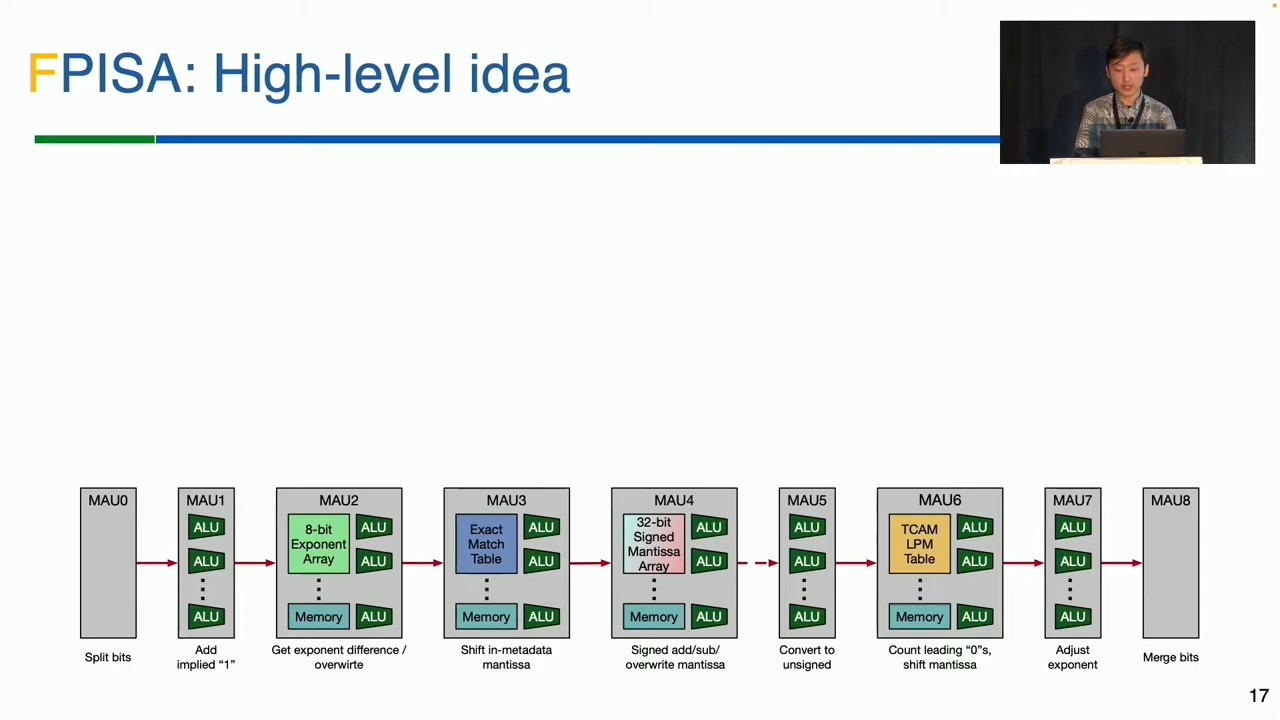 FPISA: High-level idea
MAU0
MAU1
ALU
ALU
ALU
MAU2
8-bit
Exponent
Array
Memory
ALU
ALU
ALU
MAU3
Exact
Match
Table
Memory
ALU
ALU
ALU
MAU4
32-bit
Signed
Mantissa
Array
Memory
ALU
ALU
ALU
MAU5
ALU
ALU
ALU
MAU6
TCAM
LPM
Table
Memory
ALU
ALU
ALU
MAU7
ALU
ALU
ALU
MAU8
Split bits
Add
implied “1”
Get exponent difference /
overwirte
Shift in-metadata
mantissa
Signed add/sub/
overwrite mantissa
Convert to
unsigned
Count leading “0”s,
shift mantissa
Adjust
exponent
Merge bits
17